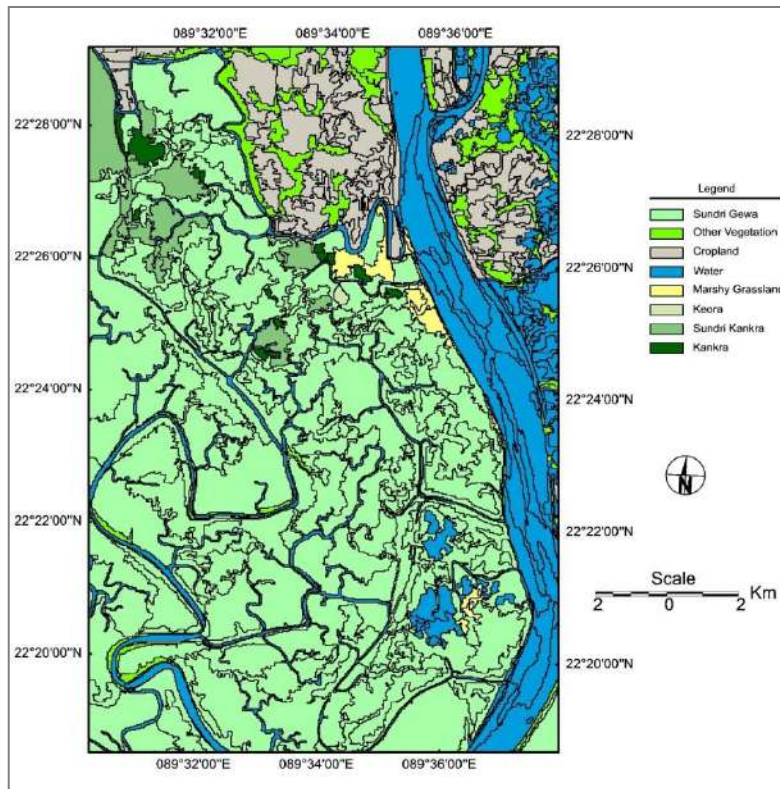 089°32'00"E 089°34'00"E 089°36'00"E
22°28'00"N 22°28'00"N
Legend
Sundri Gewa
Other Vegetation
Cropland
Water
Marshy Grassland
Keora
Sundri Kankra
Kankra
22°26'00"N 22°26'00"N
22°24'00"N 22°24'00"N
N
22°22'00"N 22°22'00"N
Scale
2 0 2 Km
22°20'00"N 22°20'00"N
089°32'00"E 089°34'00"E 089°36'00"E